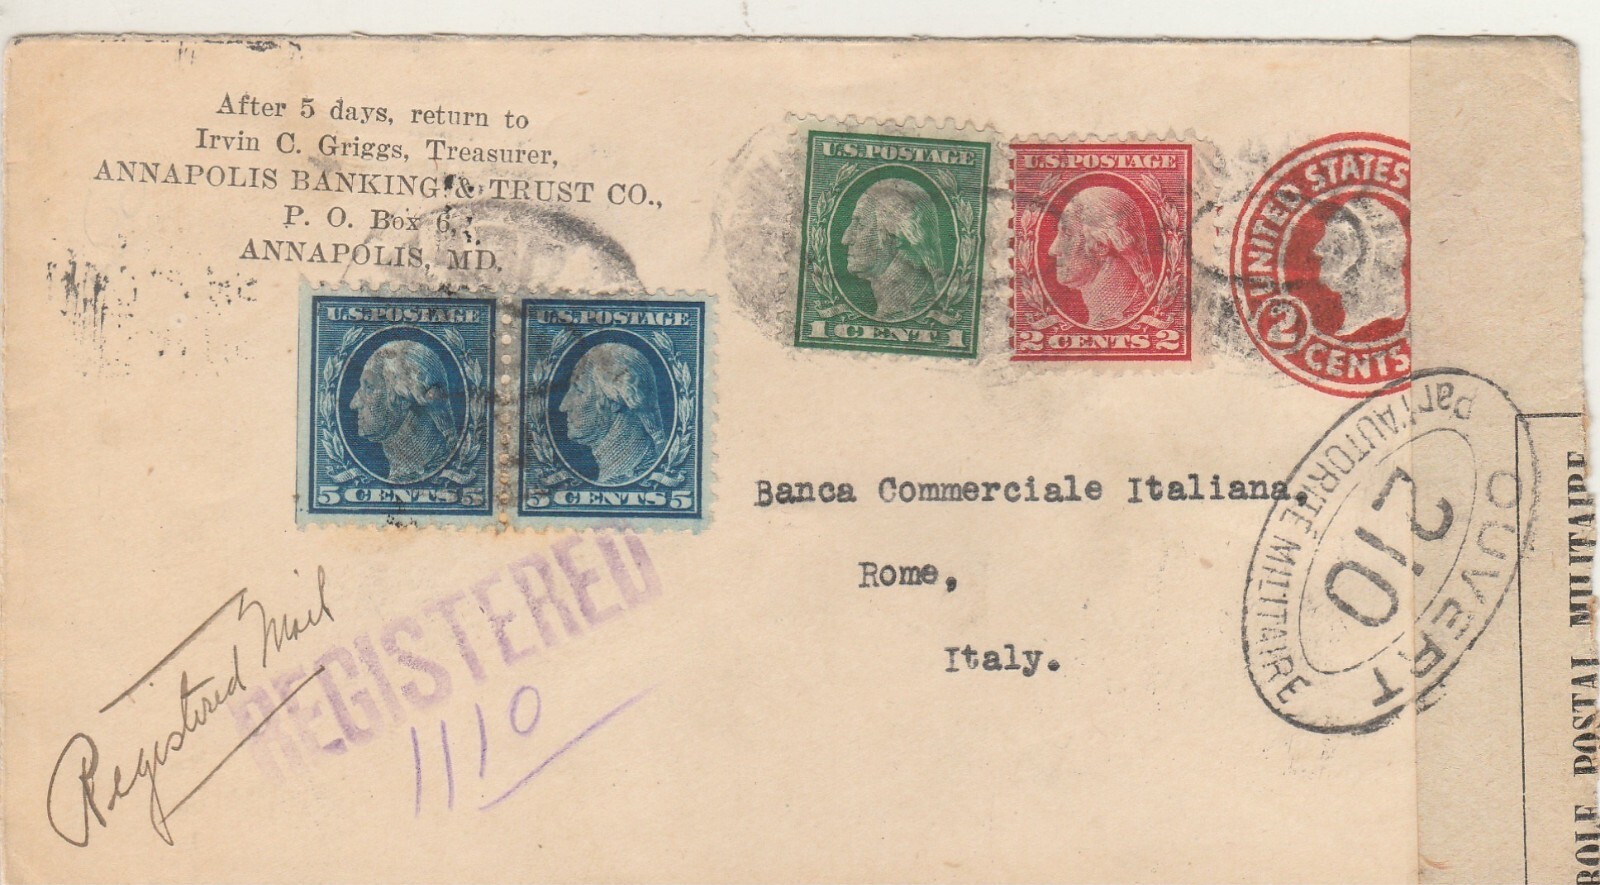 After 5 days, return to
Irvin C. Griggs, Treasurer,
ANNAPOLIS BANKING & TRUST CO.,
P. O. Box 6,
ANNAPOLIS, MD.
U.S. POSTAGE
1 CENT 1
U.S. POSTAGE
2 CENTS 2
UNITED STATES
2
CENTS
U.S. POSTAGE
5 CENTS 5
U.S. POSTAGE
5 CENTS 5
Banca Commerciale Italiana,
Rome,
Italy.
OUVERT
210
par l'AUTORITÉ MILITAIRE
Registered Mail
REGISTERED
1110
ROLE POSTAL MILITAIRE